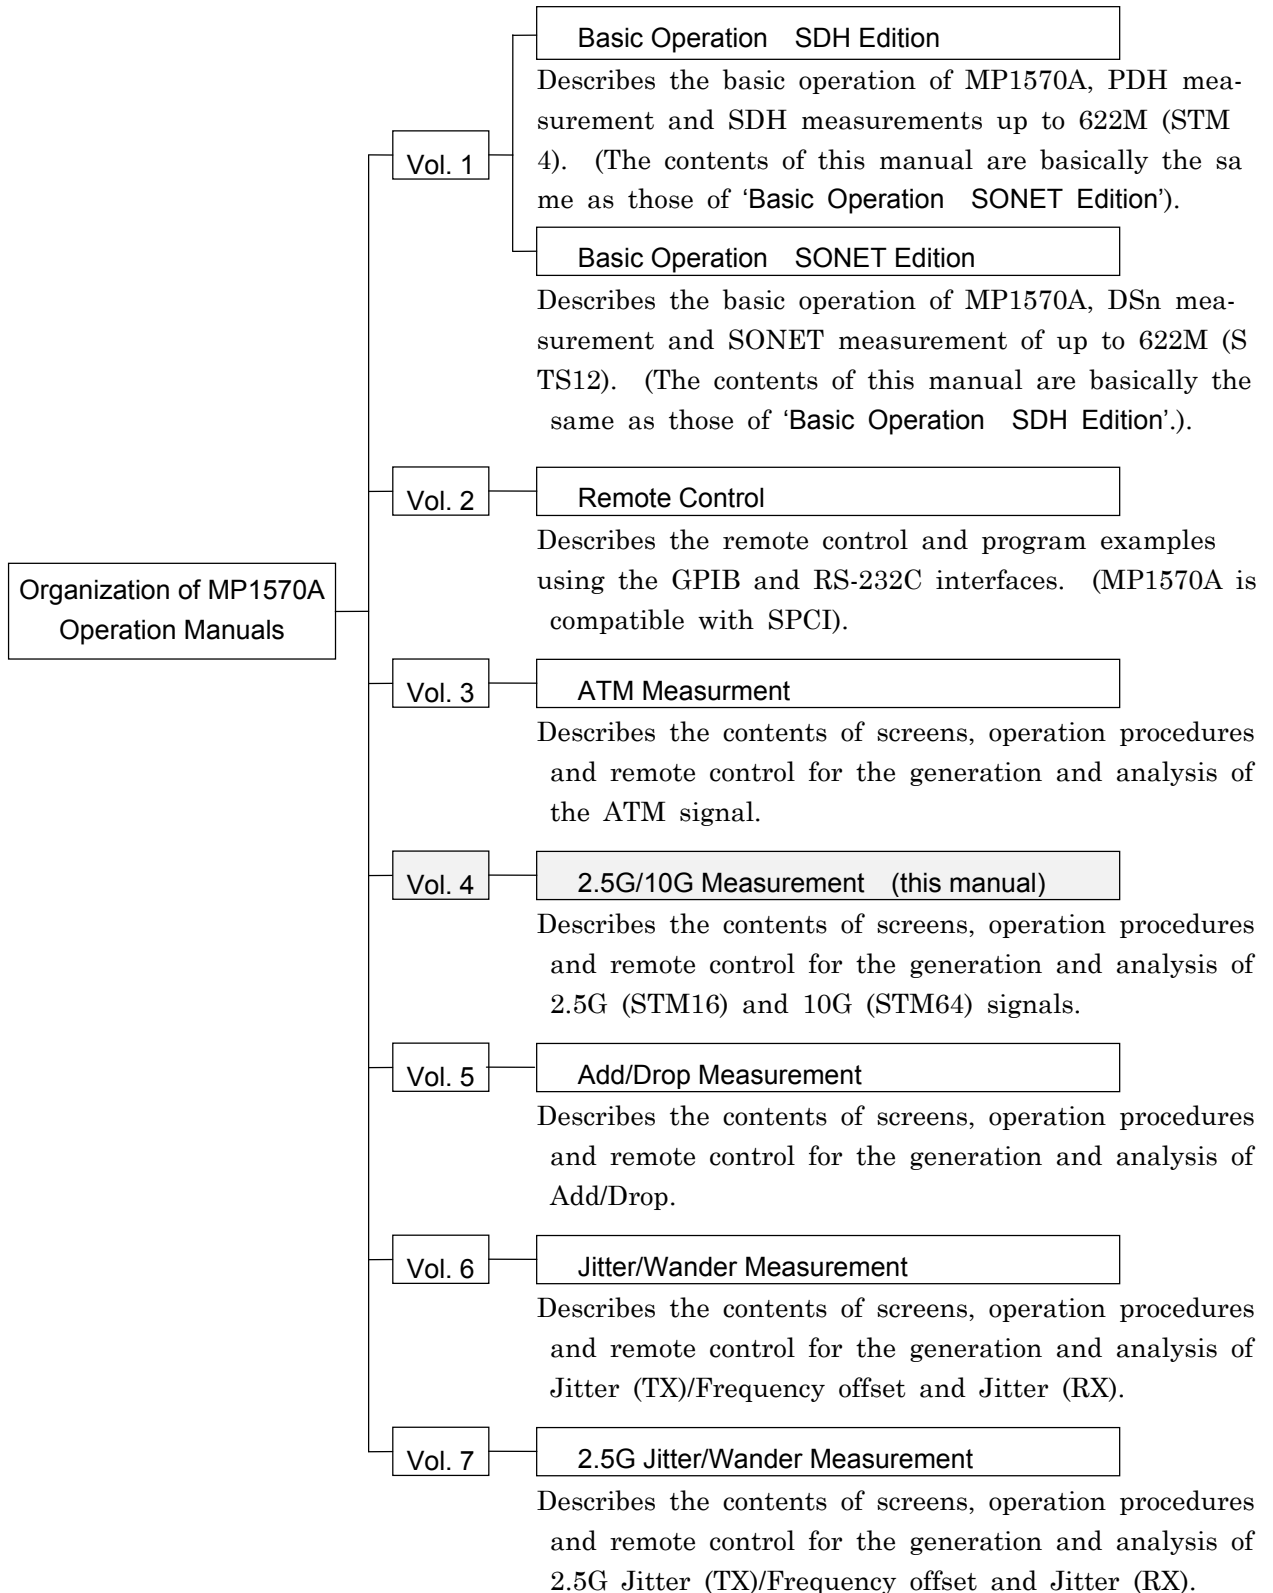 Organization of MP1570A
Operation Manuals
Vol. 1
Basic Operation SDH Edition
Describes the basic operation of MP1570A, PDH mea-
surement and SDH measurements up to 622M (STM
4). (The contents of this manual are basically the sa
me as those of ‘Basic Operation SONET Edition’).
Basic Operation SONET Edition
Describes the basic operation of MP1570A, DSn mea-
surement and SONET measurement of up to 622M (S
TS12). (The contents of this manual are basically the
same as those of ‘Basic Operation SDH Edition’.).
Vol. 2
Remote Control
Describes the remote control and program examples
using the GPIB and RS-232C interfaces. (MP1570A is
compatible with SPCI).
Vol. 3
ATM Measurment
Describes the contents of screens, operation procedures
and remote control for the generation and analysis of
the ATM signal.
Vol. 4
2.5G/10G Measurement (this manual)
Describes the contents of screens, operation procedures
and remote control for the generation and analysis of
2.5G (STM16) and 10G (STM64) signals.
Vol. 5
Add/Drop Measurement
Describes the contents of screens, operation procedures
and remote control for the generation and analysis of
Add/Drop.
Vol. 6
Jitter/Wander Measurement
Describes the contents of screens, operation procedures
and remote control for the generation and analysis of
Jitter (TX)/Frequency offset and Jitter (RX).
Vol. 7
2.5G Jitter/Wander Measurement
Describes the contents of screens, operation procedures
and remote control for the generation and analysis of
2.5G Jitter (TX)/Frequency offset and Jitter (RX).